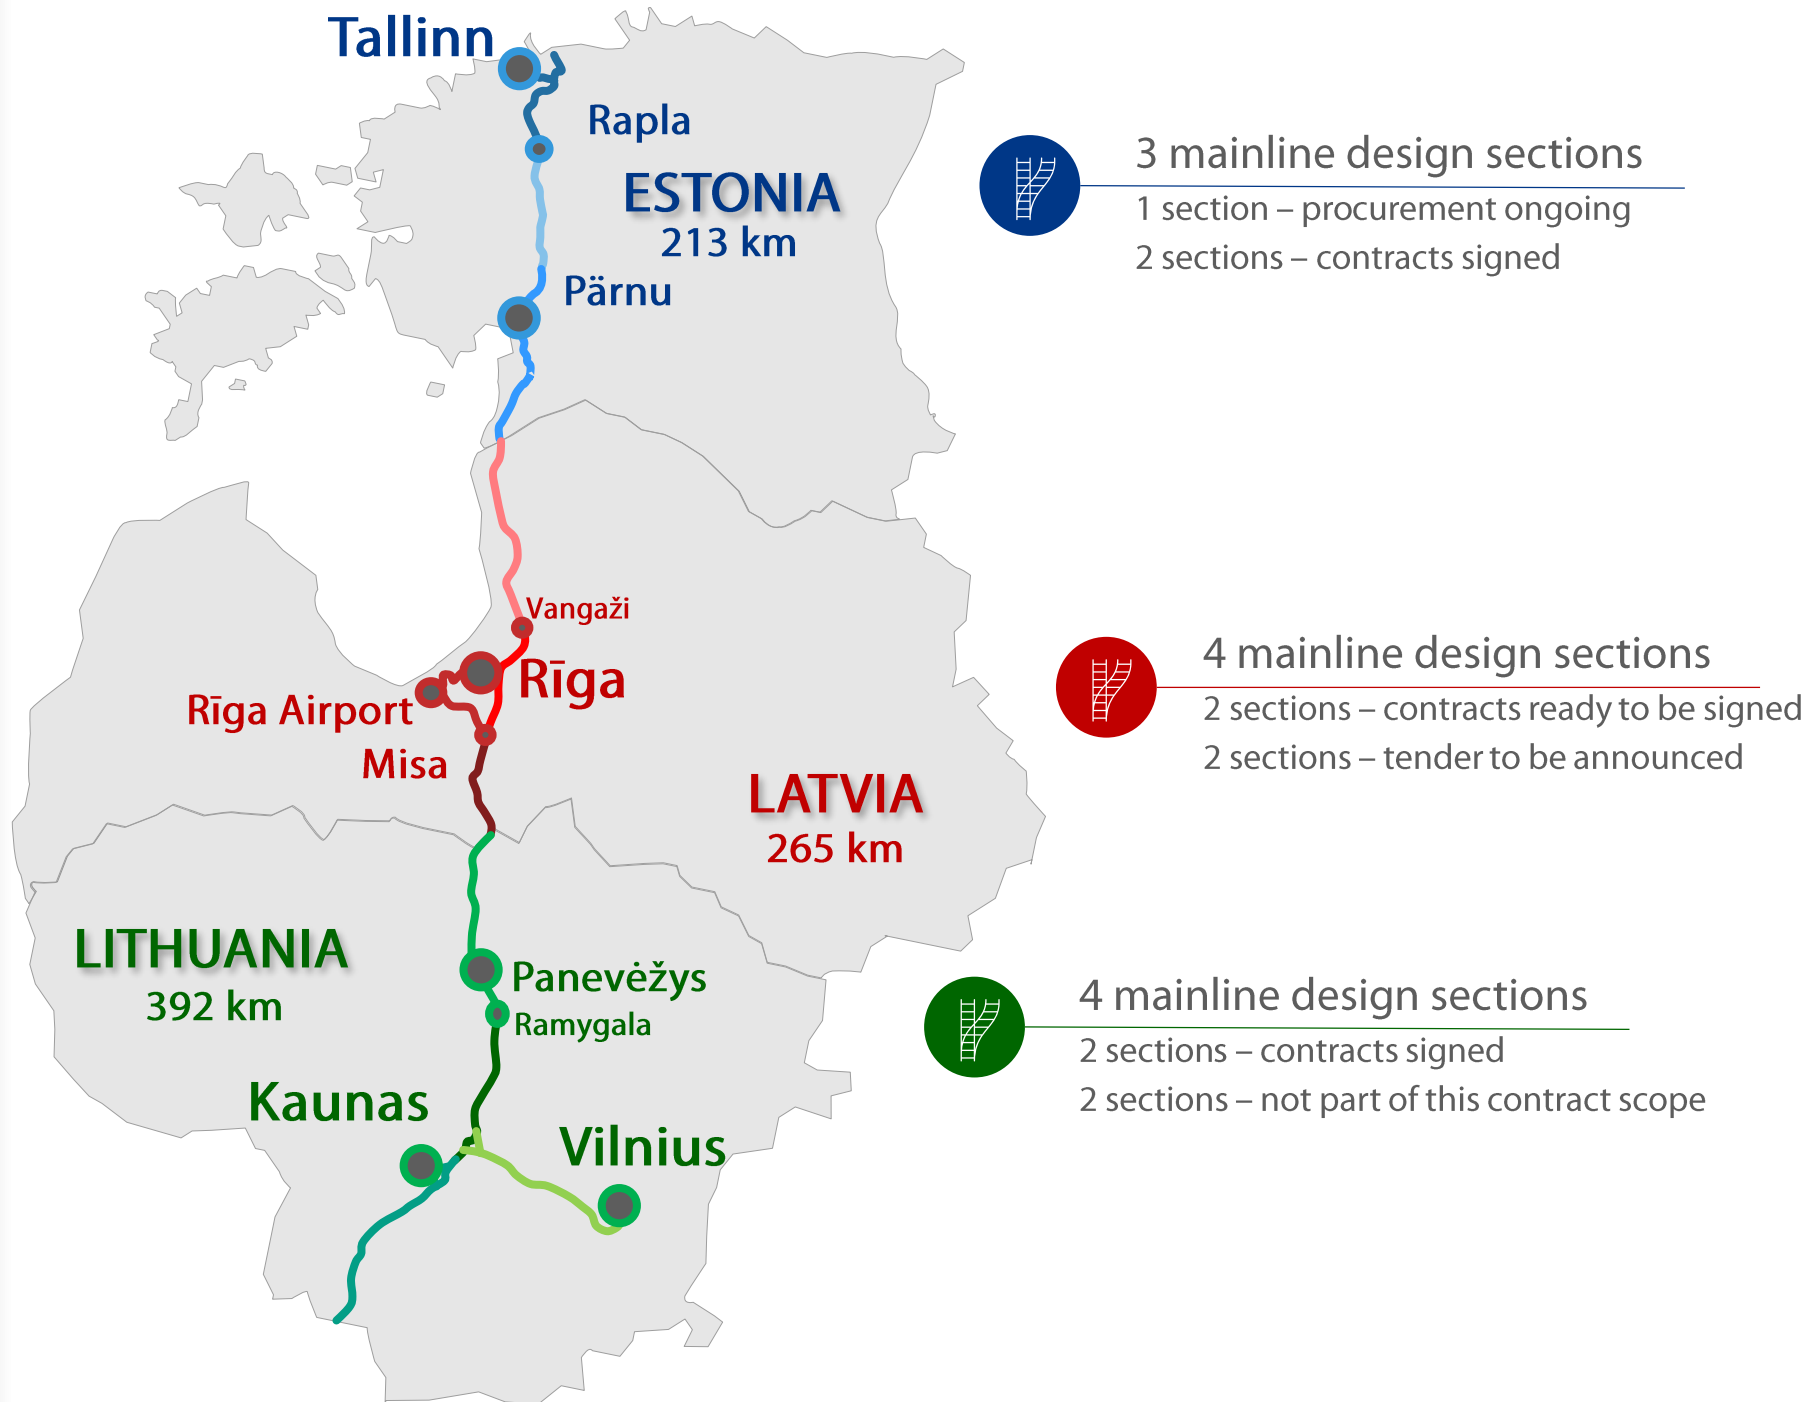 Tallinn
Rapla
ESTONIA
213 km
Pärnu
3 mainline design sections
1 section – procurement ongoing
2 sections – contracts signed
Vangaži
Rīga
Rīga Airport
Misa
LATVIA
265 km
4 mainline design sections
2 sections – contracts ready to be signed
2 sections – tender to be announced
LITHUANIA
392 km
Panevėžys
Ramygala
Kaunas
Vilnius
4 mainline design sections
2 sections – contracts signed
2 sections – not part of this contract scope